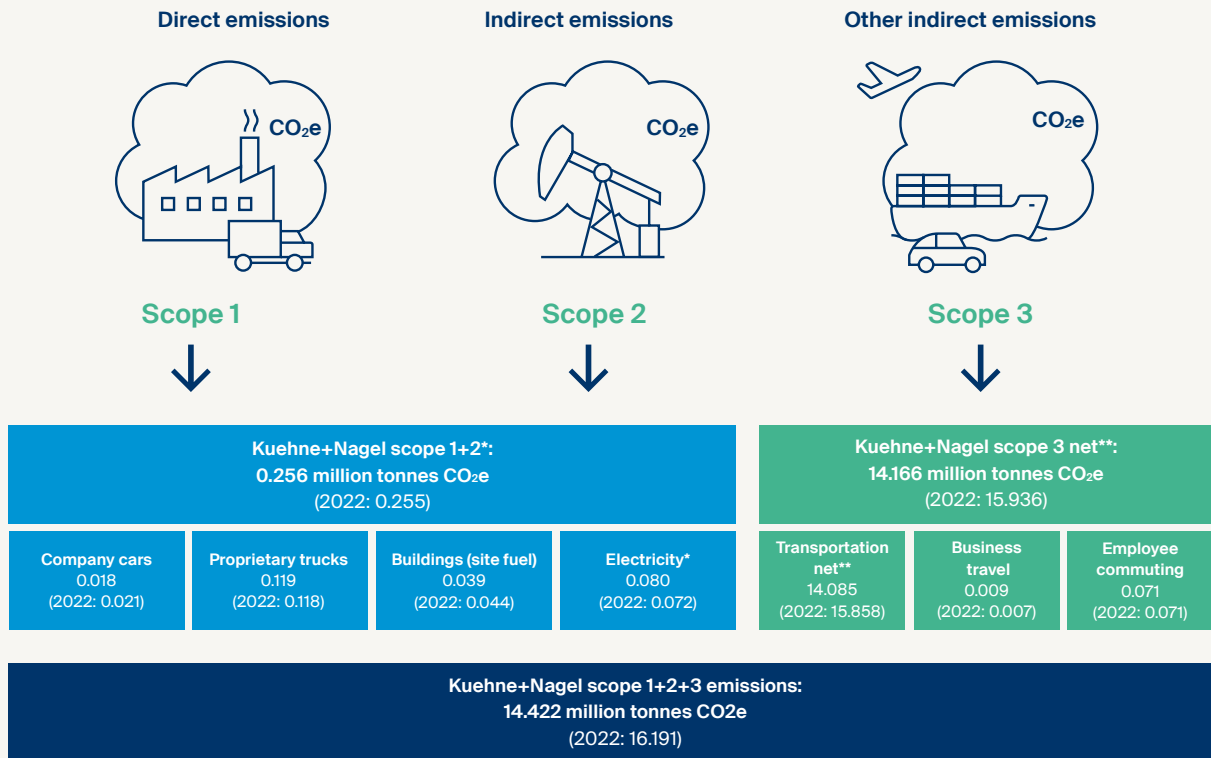 Direct emissions
Indirect emissions
Other indirect emissions
CO₂e
CO₂e
CO₂e
Scope 1
Scope 2
Scope 3
Kuehne+Nagel scope 1+2*:
0.256 million tonnes CO₂e
(2022: 0.255)
Kuehne+Nagel scope 3 net**:
14.166 million tonnes CO₂e
(2022: 15.936)
Company cars
0.018
(2022: 0.021)
Proprietary trucks
0.119
(2022: 0.118)
Buildings (site fuel)
0.039
(2022: 0.044)
Electricity*
0.080
(2022: 0.072)
Transportation
net**
14.085
(2022: 15.858)
Business
travel
0.009
(2022: 0.007)
Employee
commuting
0.071
(2022: 0.071)
Kuehne+Nagel scope 1+2+3 emissions:
14.422 million tonnes CO2e
(2022: 16.191)